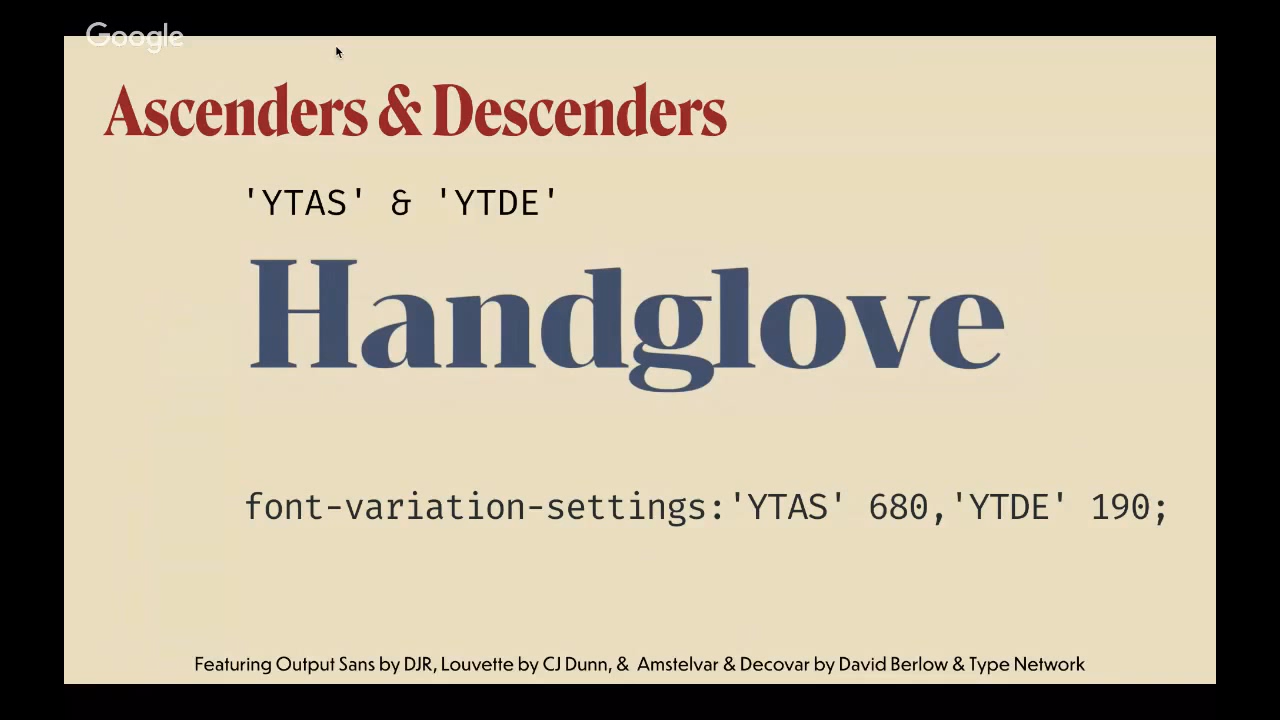 Google
Ascenders & Descenders
'YTAS' & 'YTDE'
Handglove
font-variation-settings:'YTAS' 680,'YTDE' 190;
Featuring Output Sans by DJR, Louvette by CJ Dunn, & Amstelvar & Decovar by David Berlow & Type Network